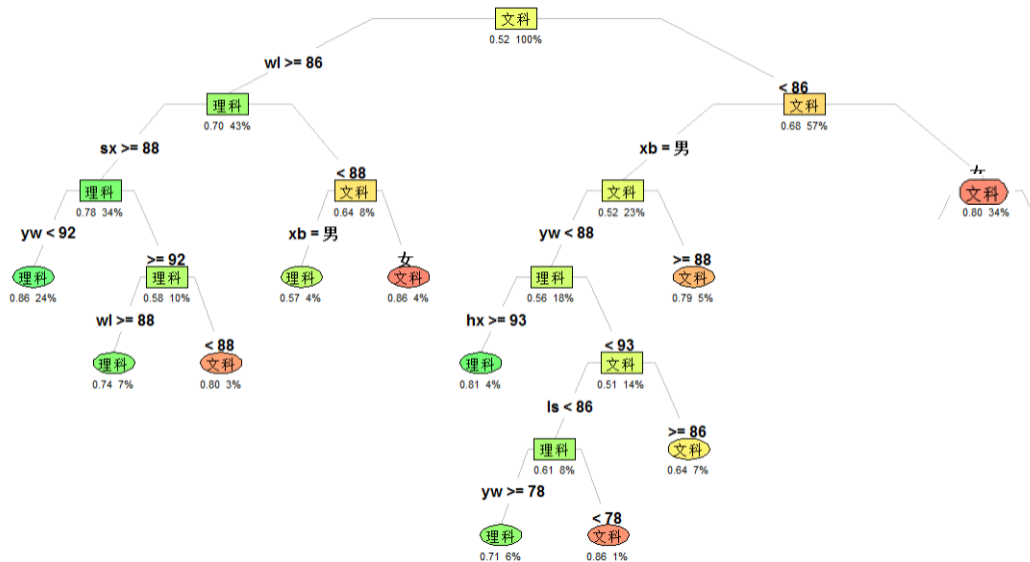 文科
0.52 100%
wl >= 86
< 86
理科
0.70 43%
文科
0.68 57%
sx >= 88
< 88
xb = 男
理科
0.78 34%
文科
0.64 8%
文科
0.52 23%
文科
0.80 34%
yw < 92
>= 92
xb = 男
女
yw < 88
>= 88
理科
0.86 24%
理科
0.58 10%
理科
0.57 4%
文科
0.86 4%
理科
0.56 18%
文科
0.79 5%
wl >= 88
< 88
hx >= 93
< 93
理科
0.74 7%
文科
0.80 3%
理科
0.81 4%
文科
0.51 14%
ls < 86
>= 86
理科
0.61 8%
文科
0.64 7%
yw >= 78
< 78
理科
0.71 6%
文科
0.86 1%